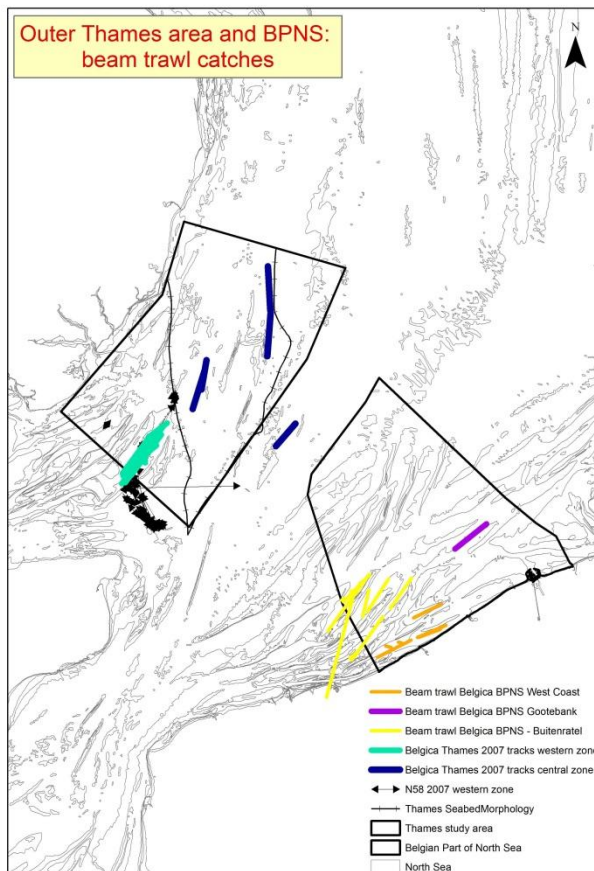 Outer Thames area and BPNS:
beam trawl catches
N
Beam trawl Belgica BPNS West Coast
Beam trawl Belgica BPNS Gootebank
Beam trawl Belgica BPNS - Buitenratel
Belgica Thames 2007 tracks western zone
Belgica Thames 2007 tracks central zone
N58 2007 western zone
Thames SeabedMorphology
Thames study area
Belgian Part of North Sea
North Sea